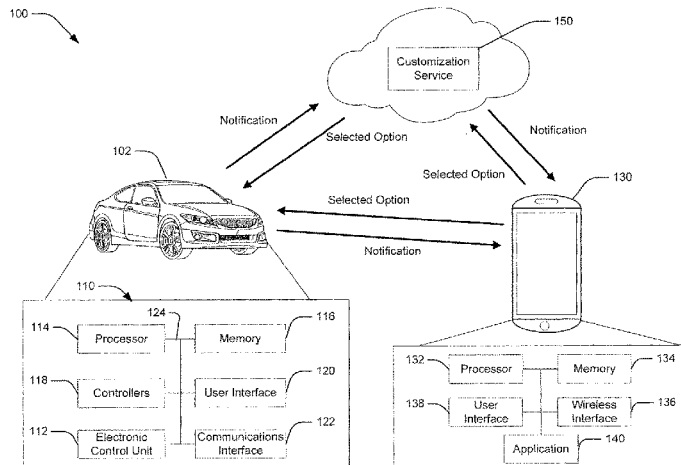 100
150
Customization
Service
Notification
Notification
102
Selected Option
Selected Option
130
Selected Option
Notification
110
124
114
Processor
Memory
116
118
Controllers
User Interface
120
112
Electronic
Control Unit
Communications
Interface
122
132
Processor
Memory
134
138
User
Interface
Wireless
Interface
136
Application
140